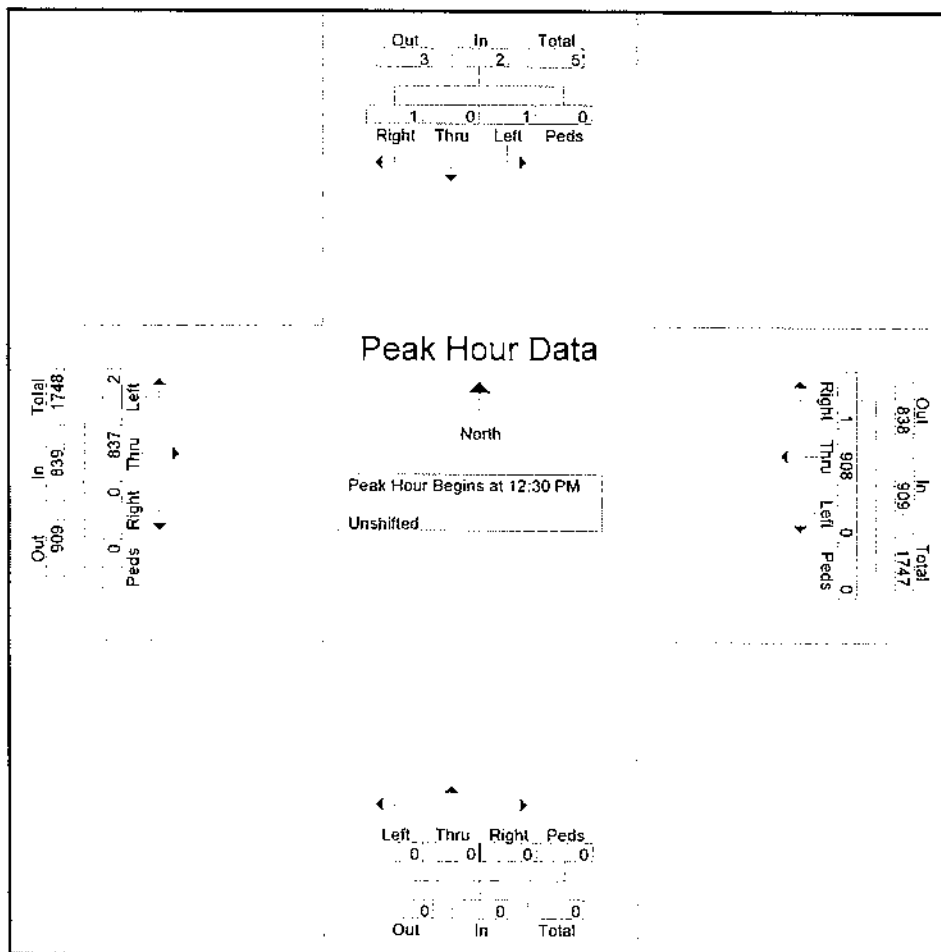 Out In Total
3 2 5
1 0 1 0
Right Thru Left Peds
Peak Hour Data
North
Peak Hour Begins at 12:30 PM
Unshifted
Total 1748
In 839
Out 909
2 Left
837 Thru
0 Right
0 Peds
Right 1
Thru 908
Left 0
Peds 0
Out 838
In 909
Total 1747
Left Thru Right Peds
0 0 0 0
0 0 0
Out In Total